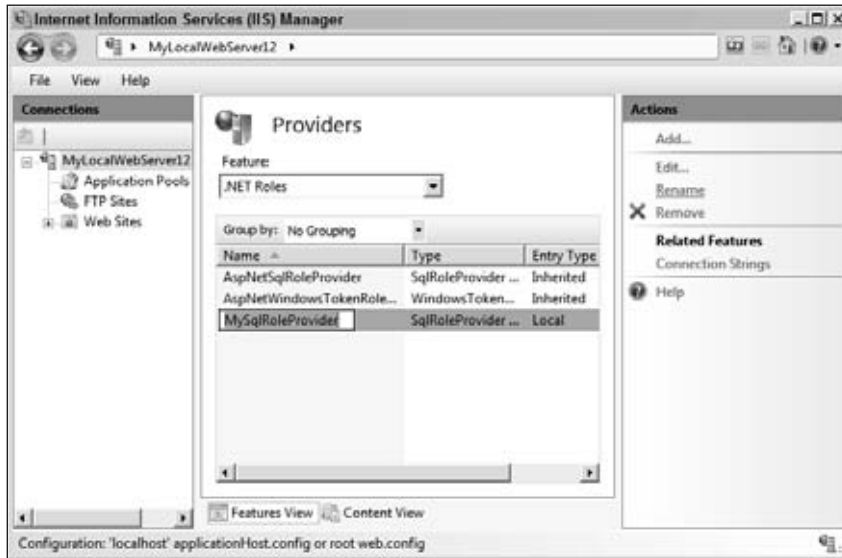 Internet Information Services (IIS) Manager
MyLocalWebServer12
File View Help
Connections
MyLocalWebServer12
Application Pools
FTP Sites
Web Sites
Providers
Feature:
.NET Roles
Group by: No Grouping
Name Type Entry Type
AspNetSqlRoleProvider SqlRoleProvider ... Inherited
AspNetWindowsTokenRole... WindowsToken... Inherited
MySqlRoleProvider SqlRoleProvider ... Local
Features View Content View
Actions
Add...
Edit...
Rename
Remove
Related Features
Connection Strings
Help
Configuration: 'localhost' applicationHost.config or root web.config